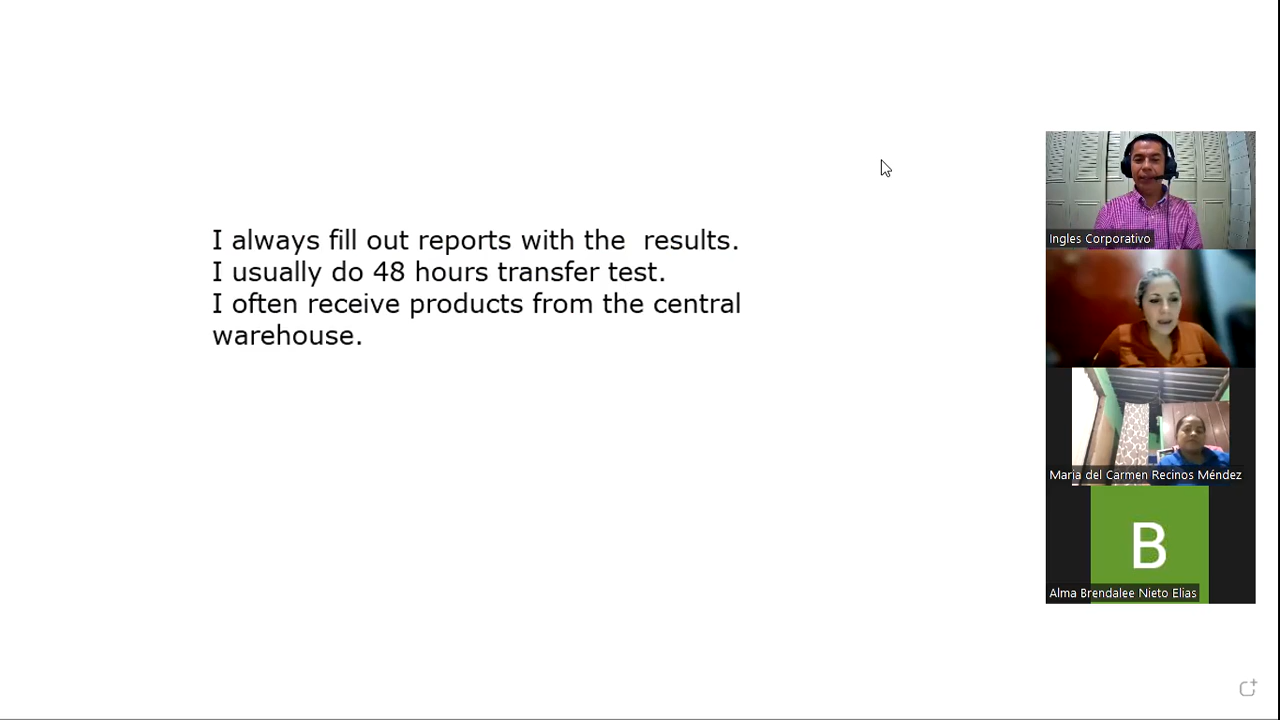 I always fill out reports with the  results.
I usually do 48 hours transfer test.
I often receive products from the central
warehouse.
Ingles Corporativo
Maria del Carmen Recinos Méndez
B
Alma Brendalee Nieto Elias